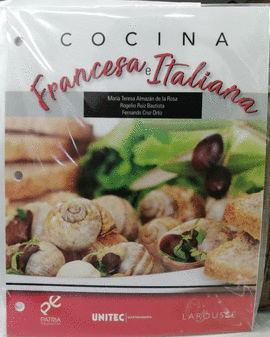 COCINA
Francesa e Italiana
María Teresa Almazán de la Rosa
Rogelio Ruiz Bautista
Fernando Cruz Ortiz
PATRIA
UNITEC
LAROUSSE